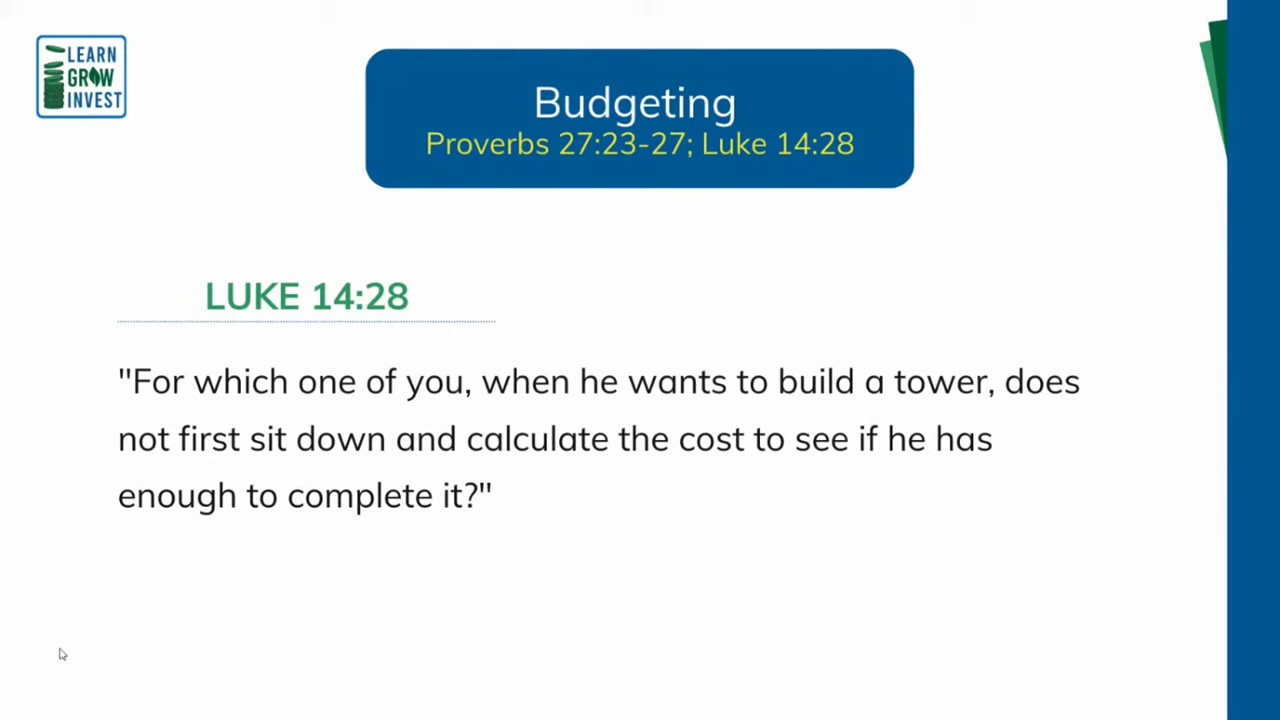 LEARN
GROW
INVEST
Budgeting
Proverbs 27:23-27; Luke 14:28
LUKE 14:28
"For which one of you, when he wants to build a tower, does
not first sit down and calculate the cost to see if he has
enough to complete it?"